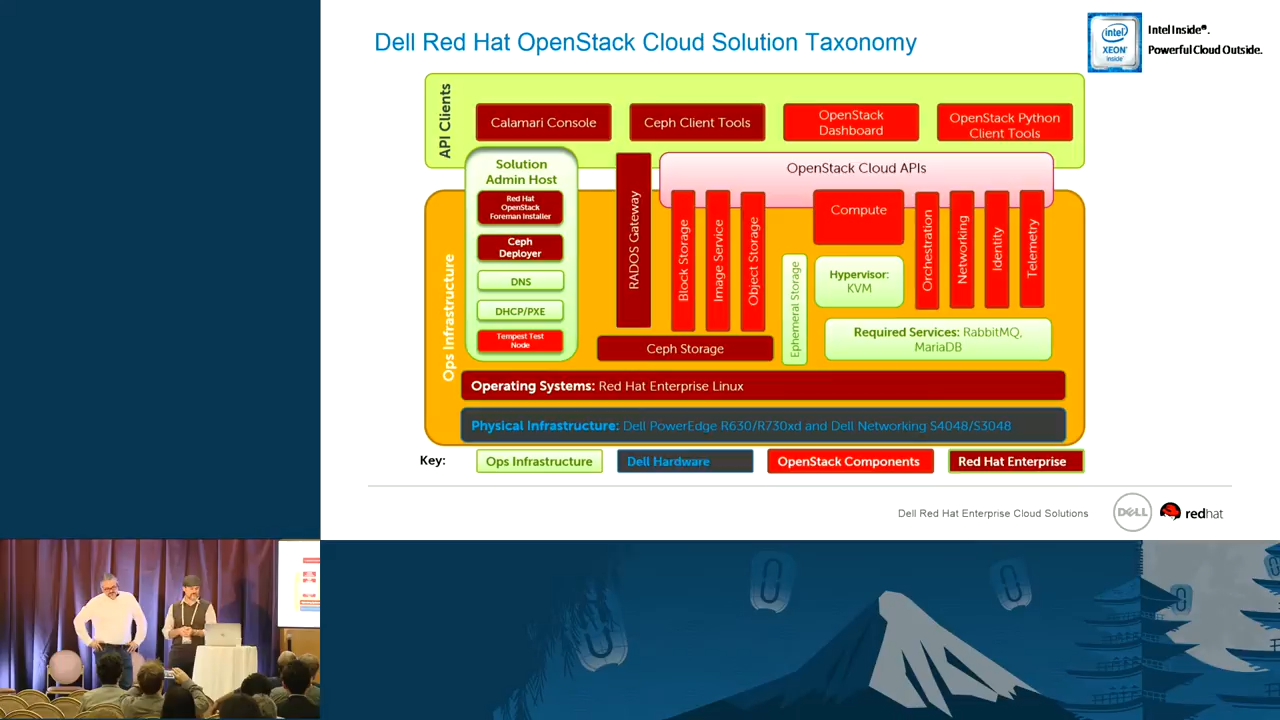 Dell Red Hat OpenStack Cloud Solution Taxonomy
intel
XEON
inside
Intel Inside®.
Powerful Cloud Outside.
API Clients
Calamari Console
Ceph Client Tools
OpenStack
Dashboard
OpenStack Python
Client Tools
Solution
Admin Host
Red Hat
OpenStack
Foreman Installer
Ceph
Deployer
DNS
DHCP/PXE
Tempest Test
Node
Ops Infrastructure
RADOS Gateway
OpenStack Cloud APIs
Block Storage
Image Service
Object Storage
Compute
Orchestration
Networking
Identity
Telemetry
Ephemeral Storage
Hypervisor:
KVM
Ceph Storage
Required Services: RabbitMQ,
MariaDB
Operating Systems: Red Hat Enterprise Linux
Physical Infrastructure: Dell PowerEdge R630/R730xd and Dell Networking S4048/S3048
Key:
Ops Infrastructure
Dell Hardware
OpenStack Components
Red Hat Enterprise
Dell Red Hat Enterprise Cloud Solutions
DELL
redhat